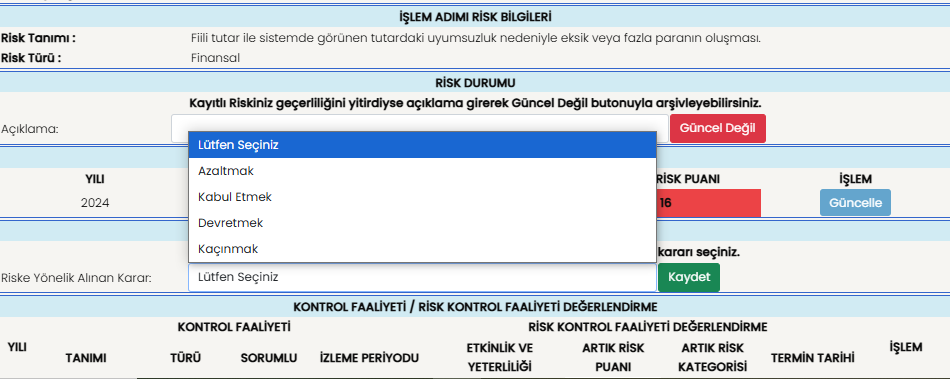 İŞLEM ADIMI RİSK BİLGİLERİ
Risk Tanımı : Fiili tutar ile sistemde görünen tutardaki uyumsuzluk nedeniyle eksik veya fazla paranın oluşması.
Risk Türü : Finansal
RİSK DURUMU
Kayıtlı Riskiniz geçerliliğini yitirdiyse açıklama girerek Güncel Değil butonuyla arşivleyebilirsiniz.
Açıklama: Güncel Değil
Lütfen Seçiniz
Azaltmak
Kabul Etmek
Devretmek
Kaçınmak
YILI RİSK PUANI İŞLEM
2024 16 Güncelle
kararı seçiniz.
Riske Yönelik Alınan Karar: Lütfen Seçiniz Kaydet
KONTROL FAALİYETİ / RİSK KONTROL FAALİYETİ DEĞERLENDİRME
KONTROL FAALİYETİ RİSK KONTROL FAALİYETİ DEĞERLENDİRME
YILI TANIMI TÜRÜ SORUMLU İZLEME PERİYODU ETKİNLİK VE YETERLİLİĞİ ARTIK RİSK PUANI ARTIK RİSK KATEGORİSİ TERMİN TARİHİ İŞLEM